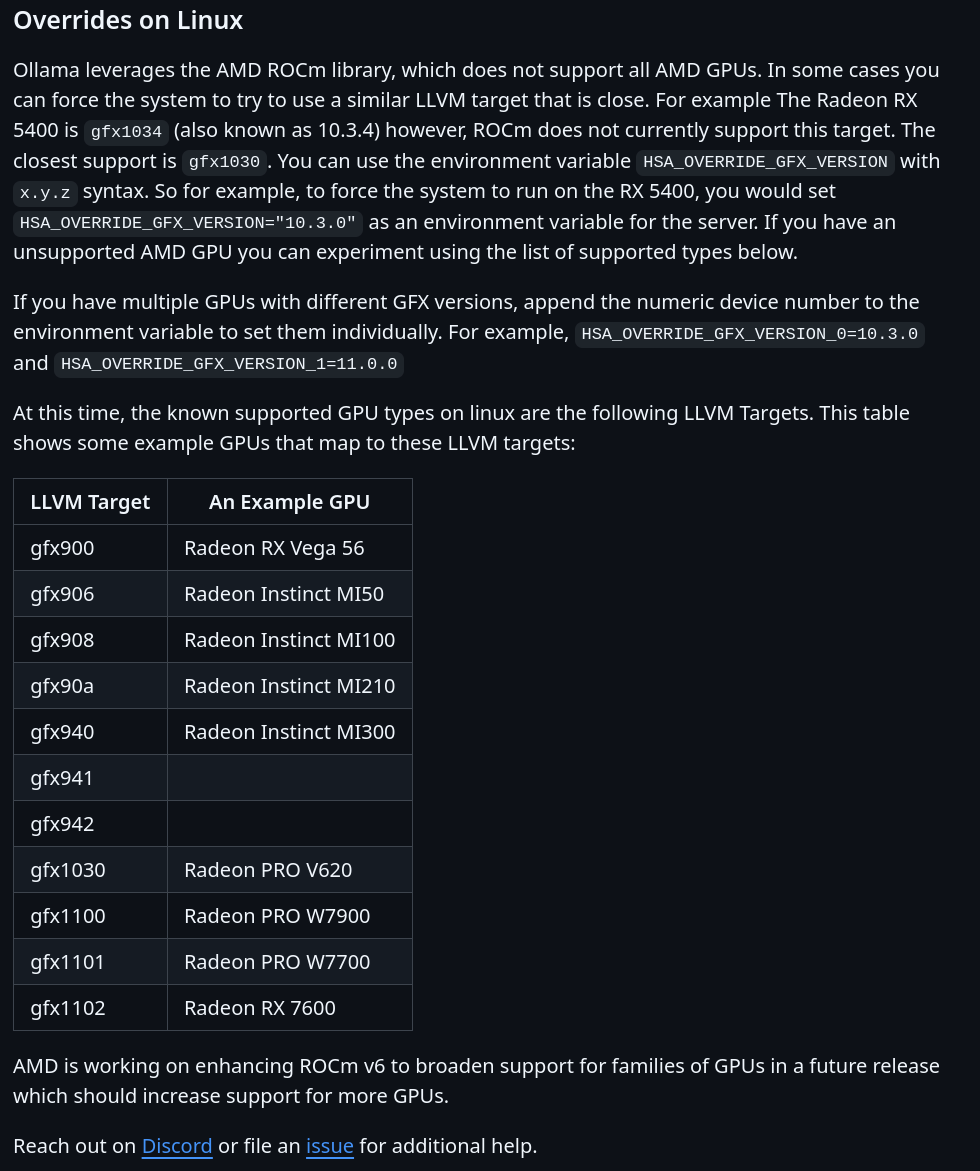 Overrides on Linux
Ollama leverages the AMD ROCm library, which does not support all AMD GPUs. In some cases you
can force the system to try to use a similar LLVM target that is close. For example The Radeon RX
5400 is gfx1034 (also known as 10.3.4) however, ROCm does not currently support this target. The
closest support is gfx1030. You can use the environment variable HSA_OVERRIDE_GFX_VERSION with
x.y.z syntax. So for example, to force the system to run on the RX 5400, you would set
HSA_OVERRIDE_GFX_VERSION="10.3.0" as an environment variable for the server. If you have an
unsupported AMD GPU you can experiment using the list of supported types below.
If you have multiple GPUs with different GFX versions, append the numeric device number to the
environment variable to set them individually. For example, HSA_OVERRIDE_GFX_VERSION_0=10.3.0
and HSA_OVERRIDE_GFX_VERSION_1=11.0.0
At this time, the known supported GPU types on linux are the following LLVM Targets. This table
shows some example GPUs that map to these LLVM targets:
LLVM Target An Example GPU
gfx900 Radeon RX Vega 56
gfx906 Radeon Instinct MI50
gfx908 Radeon Instinct MI100
gfx90a Radeon Instinct MI210
gfx940 Radeon Instinct MI300
gfx941
gfx942
gfx1030 Radeon PRO V620
gfx1100 Radeon PRO W7900
gfx1101 Radeon PRO W7700
gfx1102 Radeon RX 7600
AMD is working on enhancing ROCm v6 to broaden support for families of GPUs in a future release
which should increase support for more GPUs.
Reach out on Discord or file an issue for additional help.